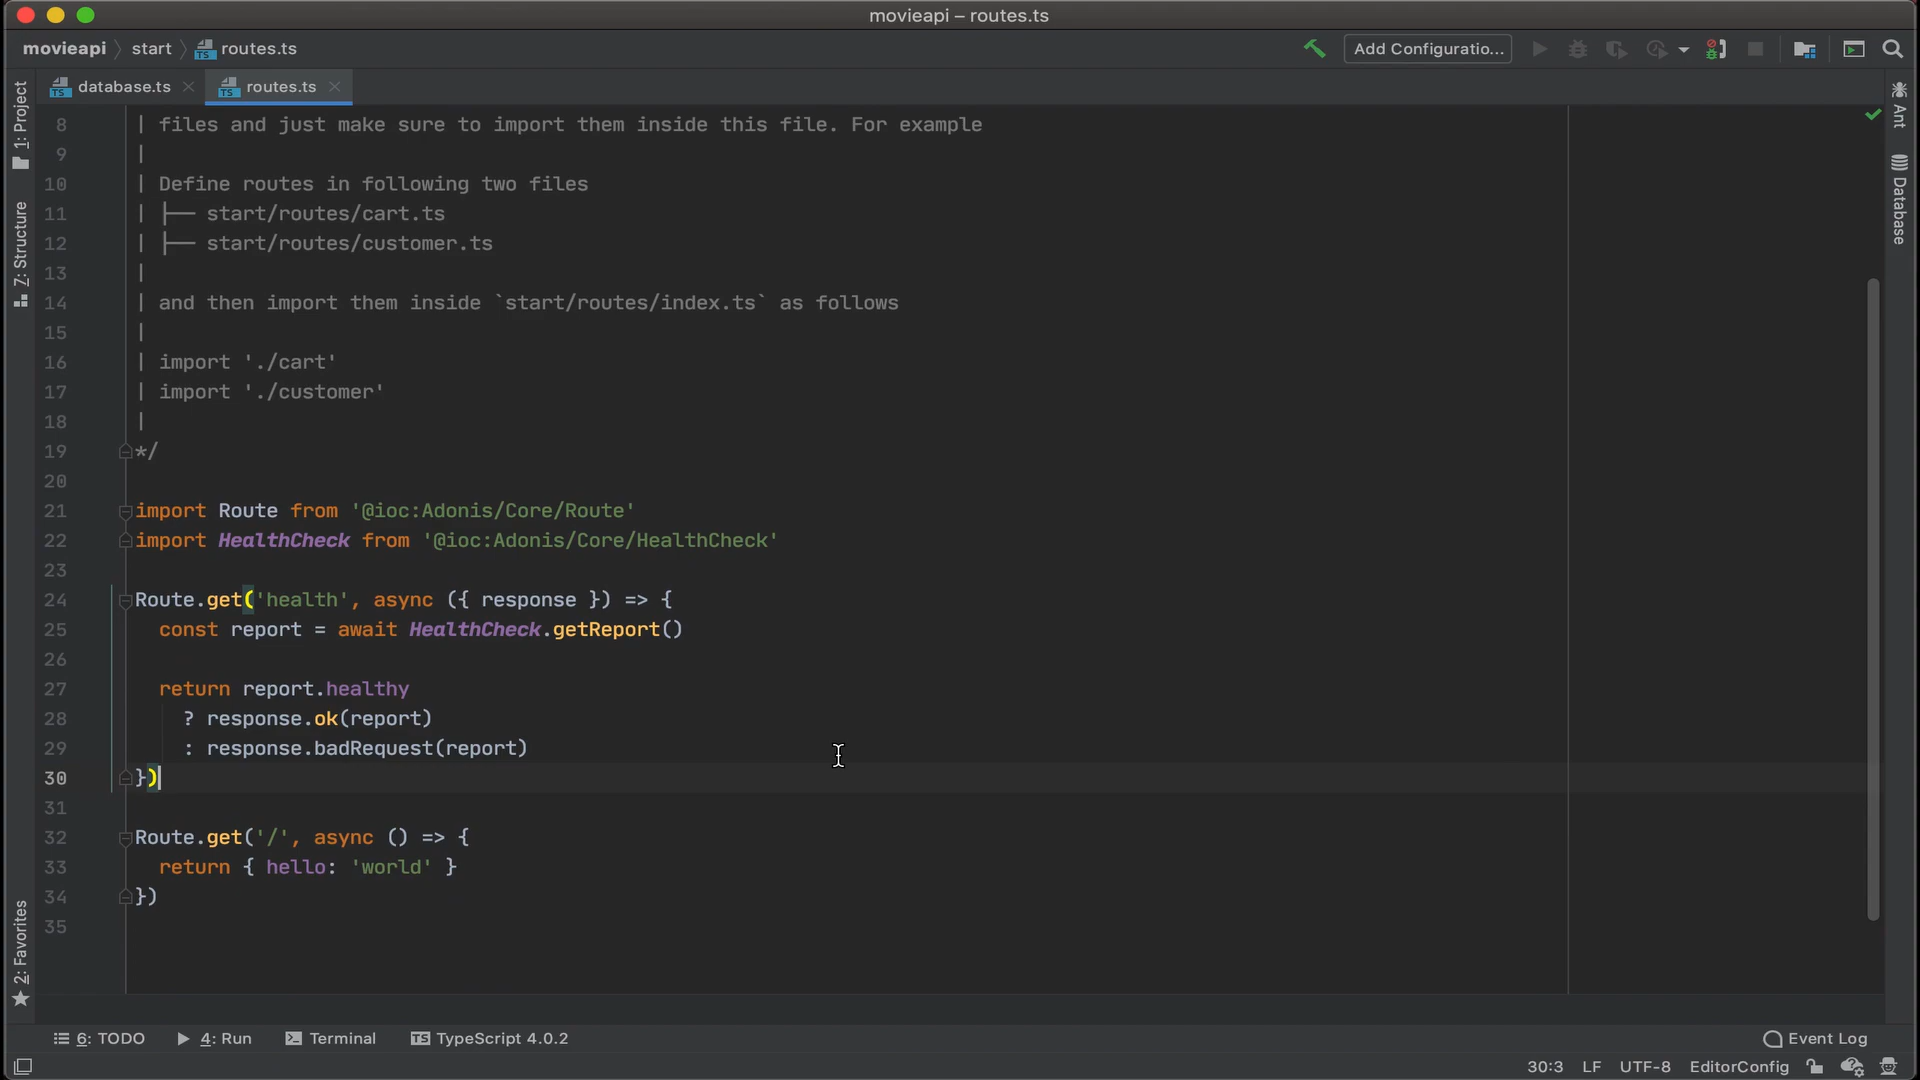 movieapi – routes.ts
movieapi start routes.ts Add Configuratio...
database.ts routes.ts
1: Project
Z: Structure
2: Favorites
Ant
Database
8 | files and just make sure to import them inside this file. For example
9 |
10 | Define routes in following two files
11 | ├── start/routes/cart.ts
12 | ├── start/routes/customer.ts
13 |
14 | and then import them inside `start/routes/index.ts` as follows
15 |
16 | import './cart'
17 | import './customer'
18 |
19 */
20
21 import Route from '@ioc:Adonis/Core/Route'
22 import HealthCheck from '@ioc:Adonis/Core/HealthCheck'
23
24 Route.get('health', async ({ response }) => {
25   const report = await HealthCheck.getReport()
26
27   return report.healthy
28     ? response.ok(report)
29     : response.badRequest(report)
30 })
31
32 Route.get('/', async () => {
33   return { hello: 'world' }
34 })
35
6: TODO 4: Run Terminal TS TypeScript 4.0.2 Event Log
30:3 LF UTF-8 EditorConfig